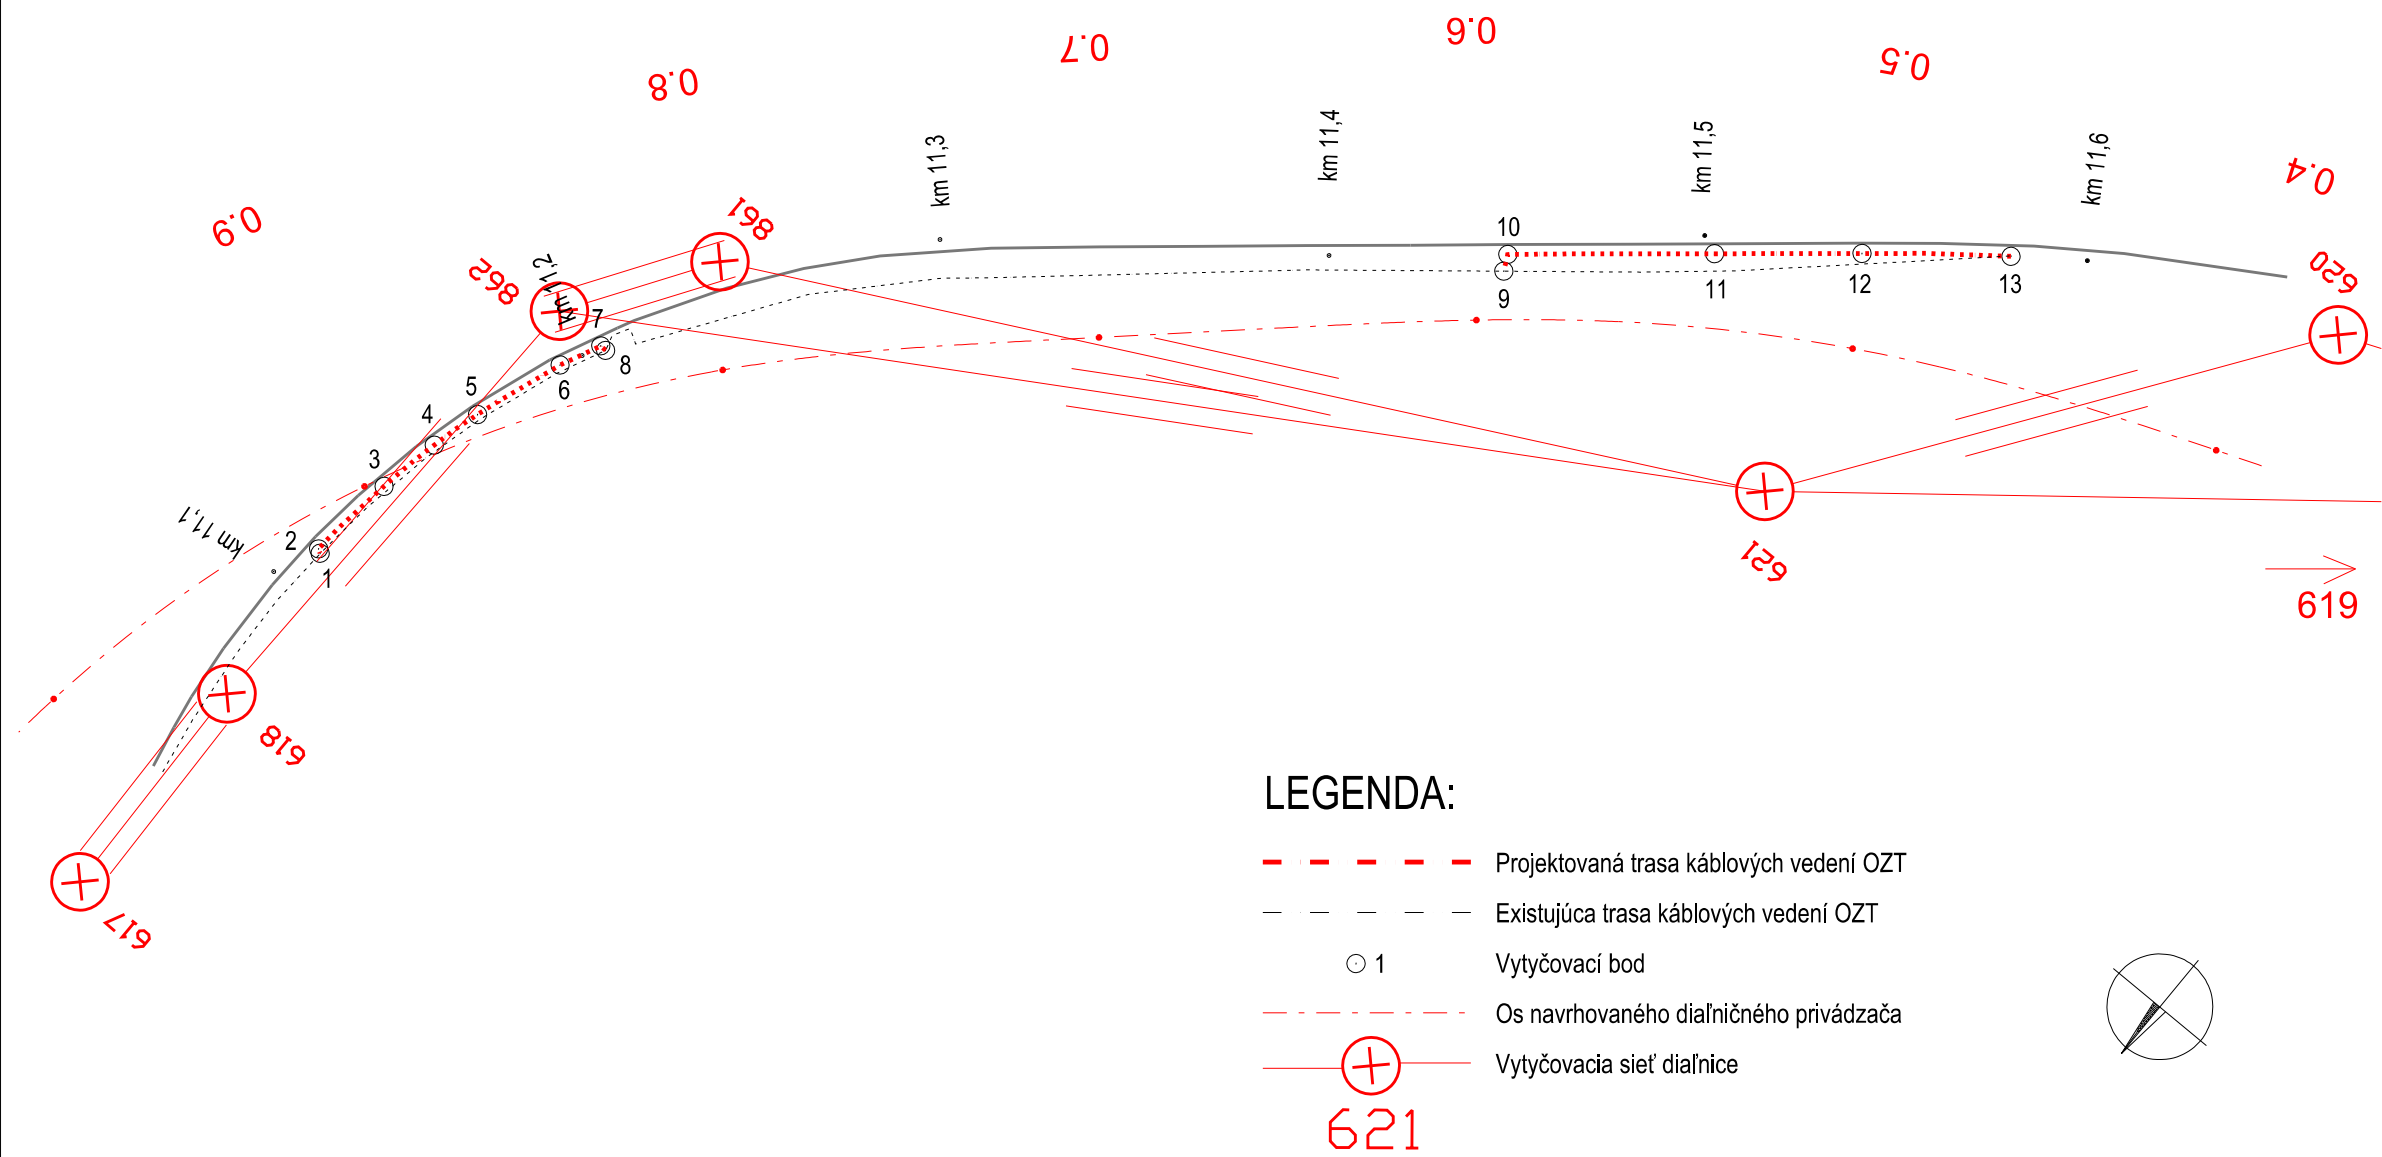 0.9
0.8
0.7
0.6
0.5
0.4
km 11,1
km 11,2
km 11,3
km 11,4
km 11,5
km 11,6
862
861
620
621
619
618
617
1
2
3
4
5
6
7
8
9
10
11
12
13
LEGENDA:
Projektovaná trasa káblových vedení OZT
Existujúca trasa káblových vedení OZT
1 Vytyčovací bod
Os navrhovaného diaľničného privádzača
Vytyčovacia sieť diaľnice
621